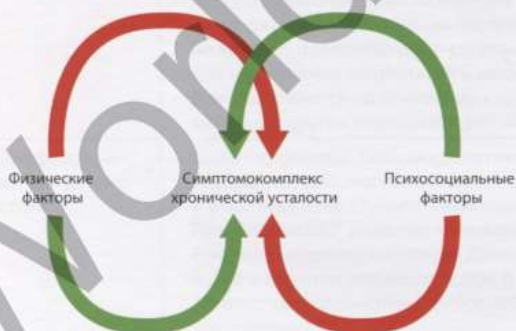 Физические
факторы
Симптомокомплекс
хронической усталости
Психосоциальные
факторы